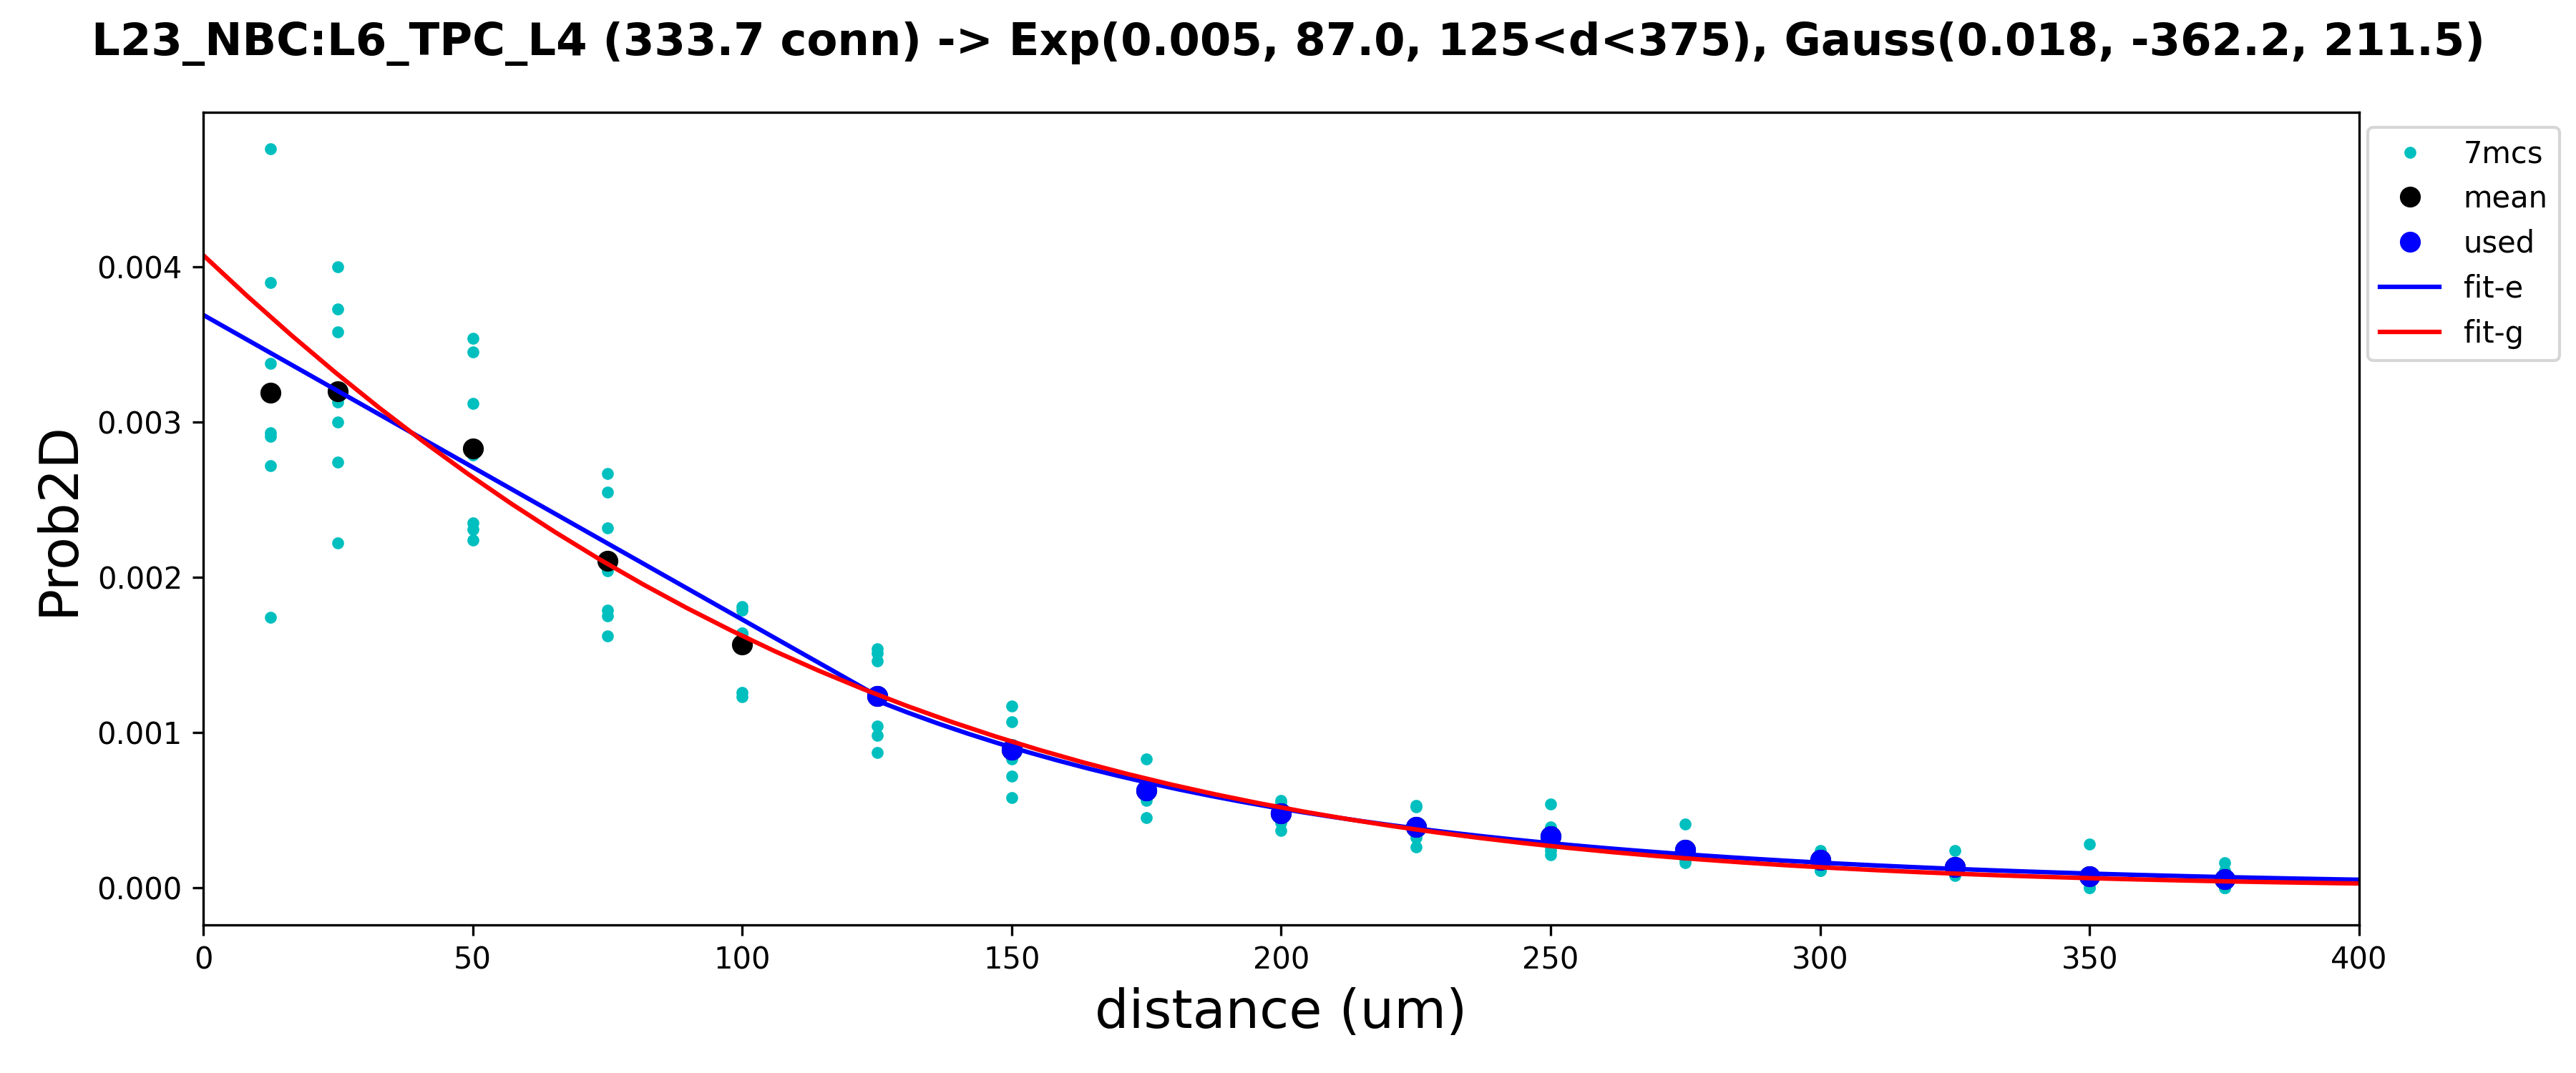 L23_NBC:L6_TPC_L4 (333.7 conn) -> Exp(0.005, 87.0, 125<d<375), Gauss(0.018, -362.2, 211.5)
7mcs
mean
used
fit-e
fit-g
0.004
0.003
0.002
0.001
0.000
Prob2D
0 50 100 150 200 250 300 350 400
distance (um)